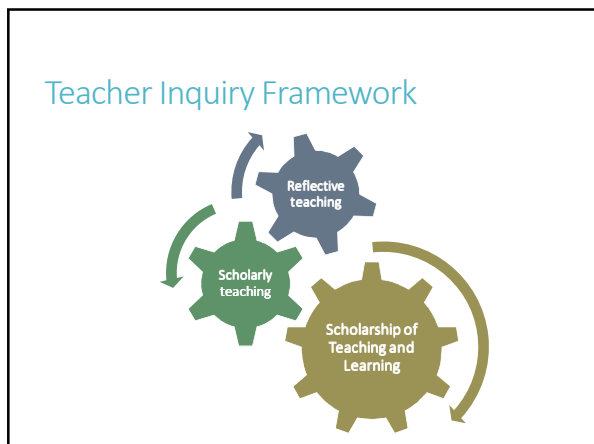 Teacher Inquiry Framework
Reflective
teaching
Scholarly
teaching
Scholarship of
Teaching and
Learning